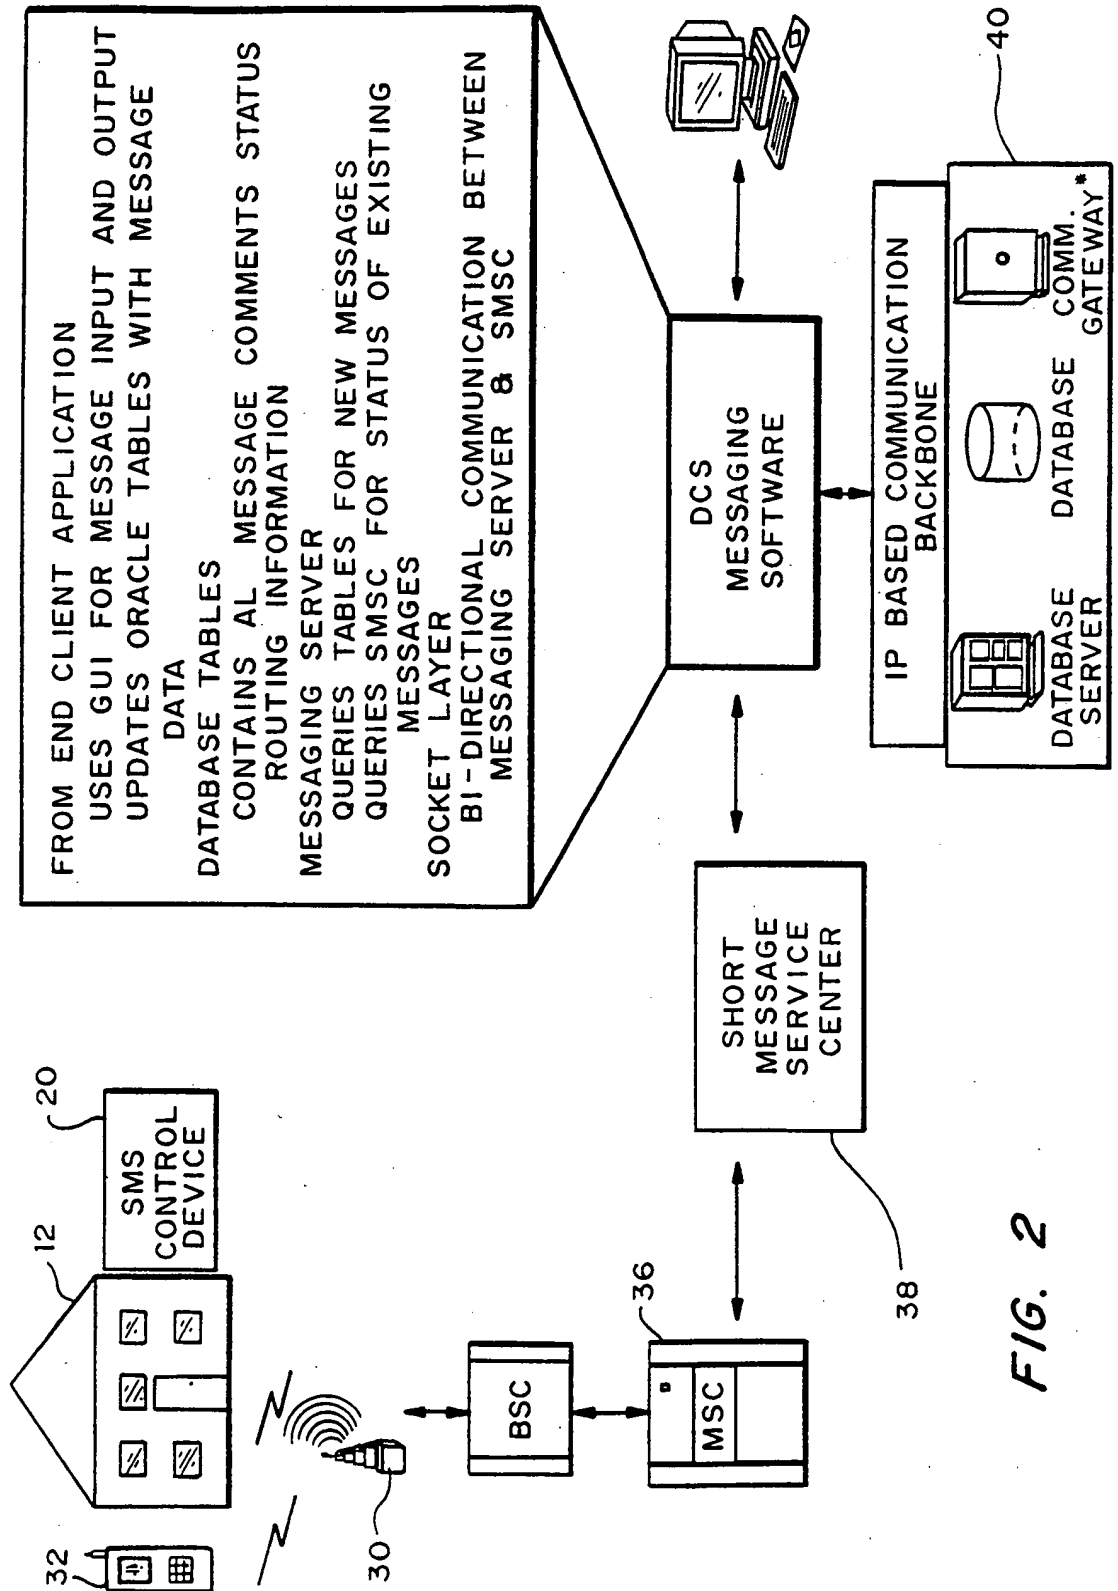 FROM END CLIENT APPLICATION
USES GUI FOR MESSAGE INPUT AND OUTPUT
UPDATES ORACLE TABLES WITH MESSAGE
DATA
DATABASE TABLES
CONTAINS AL MESSAGE COMMENTS STATUS
ROUTING INFORMATION
MESSAGING SERVER
QUERIES TABLES FOR NEW MESSAGES
QUERIES SMSC FOR STATUS OF EXISTING
MESSAGES
SOCKET LAYER
BI-DIRECTIONAL COMMUNICATION BETWEEN
MESSAGING SERVER & SMSC
32
12
20
SMS
CONTROL
DEVICE
30
BSC
36
MSC
SHORT
MESSAGE
SERVICE
CENTER
38
DCS
MESSAGING
SOFTWARE
IP BASED COMMUNICATION
BACKBONE
40
DATABASE
SERVER
DATABASE
COMM.
GATEWAY*
FIG. 2